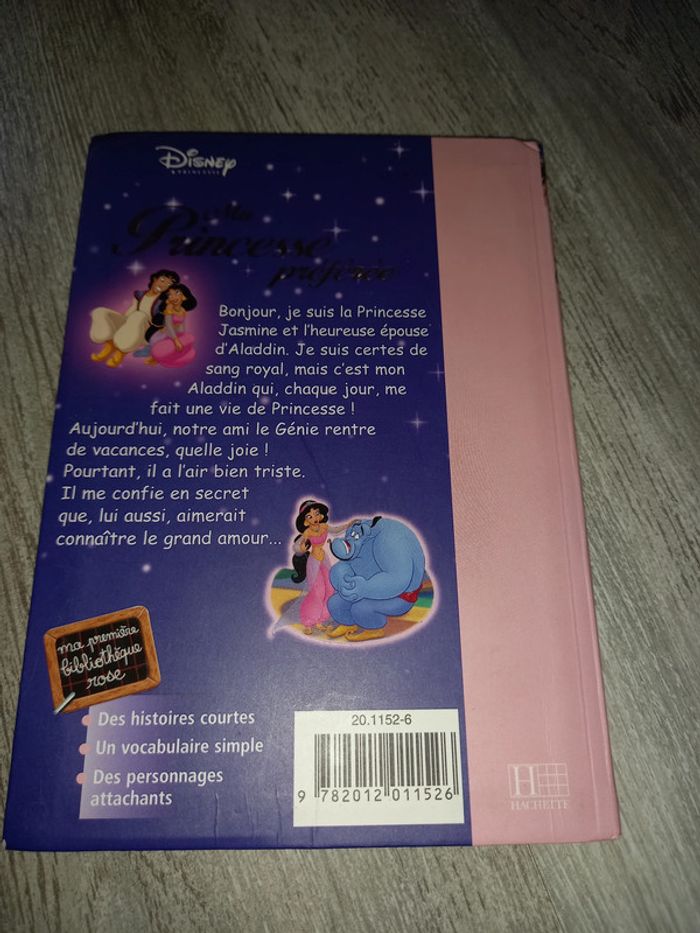 Disney
PRINCESSE
Ma
Princesse
préférée
Bonjour, je suis la Princesse
Jasmine et l'heureuse épouse
d'Aladdin. Je suis certes de
sang royal, mais c'est mon
Aladdin qui, chaque jour, me
fait une vie de Princesse !
Aujourd'hui, notre ami le Génie rentre
de vacances, quelle joie !
Pourtant, il a l'air bien triste.
Il me confie en secret
que, lui aussi, aimerait
connaître le grand amour...
ma première
bibliothèque
rose
Des histoires courtes
Un vocabulaire simple
Des personnages
attachants
20.1152-6
9 782012 011526
H
HACHETTE